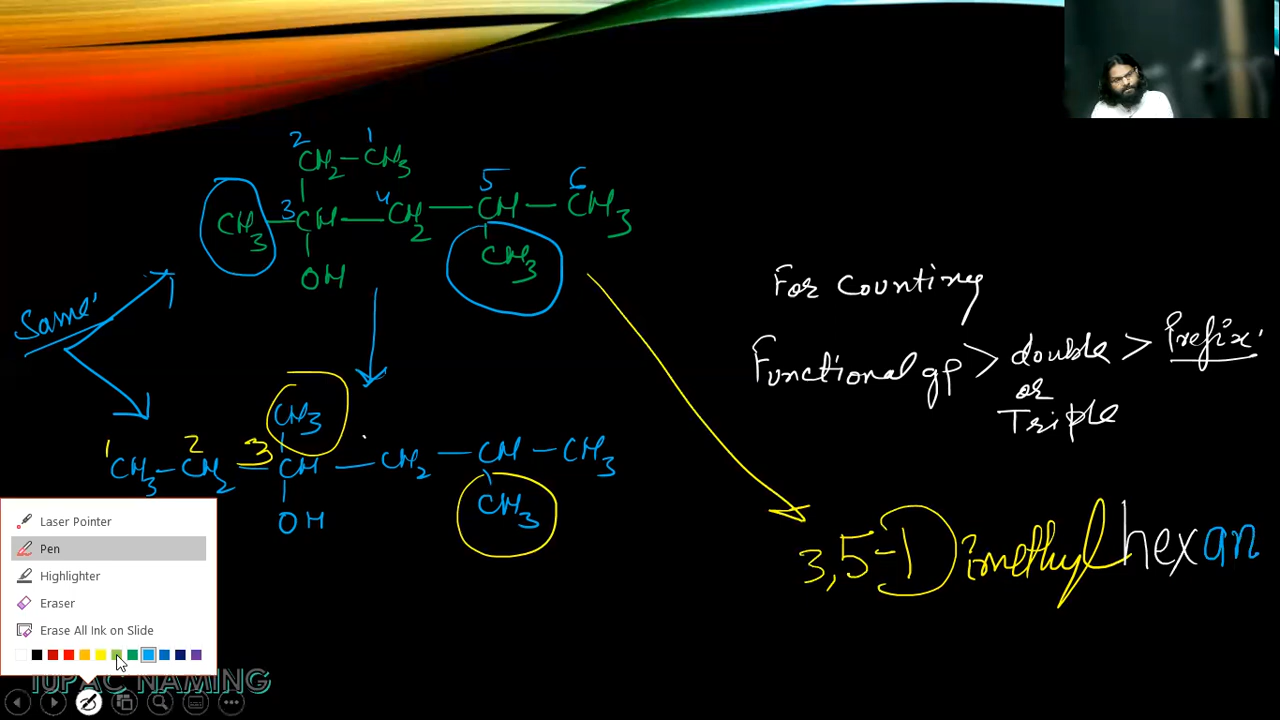 2 1
CH2-CH3
3 4 5 6
CH3-CH-CH2-CH-CH3
OH CH3
Same'
For counting
Functional gp > double > Prefix
or
Triple
CH3
1 2 3
CH3-CH2-CH-CH2-CH-CH3
OH CH3
3,5-Dimethylhexan
Laser Pointer
Pen
Highlighter
Eraser
Erase All Ink on Slide
IUPAC NAMING